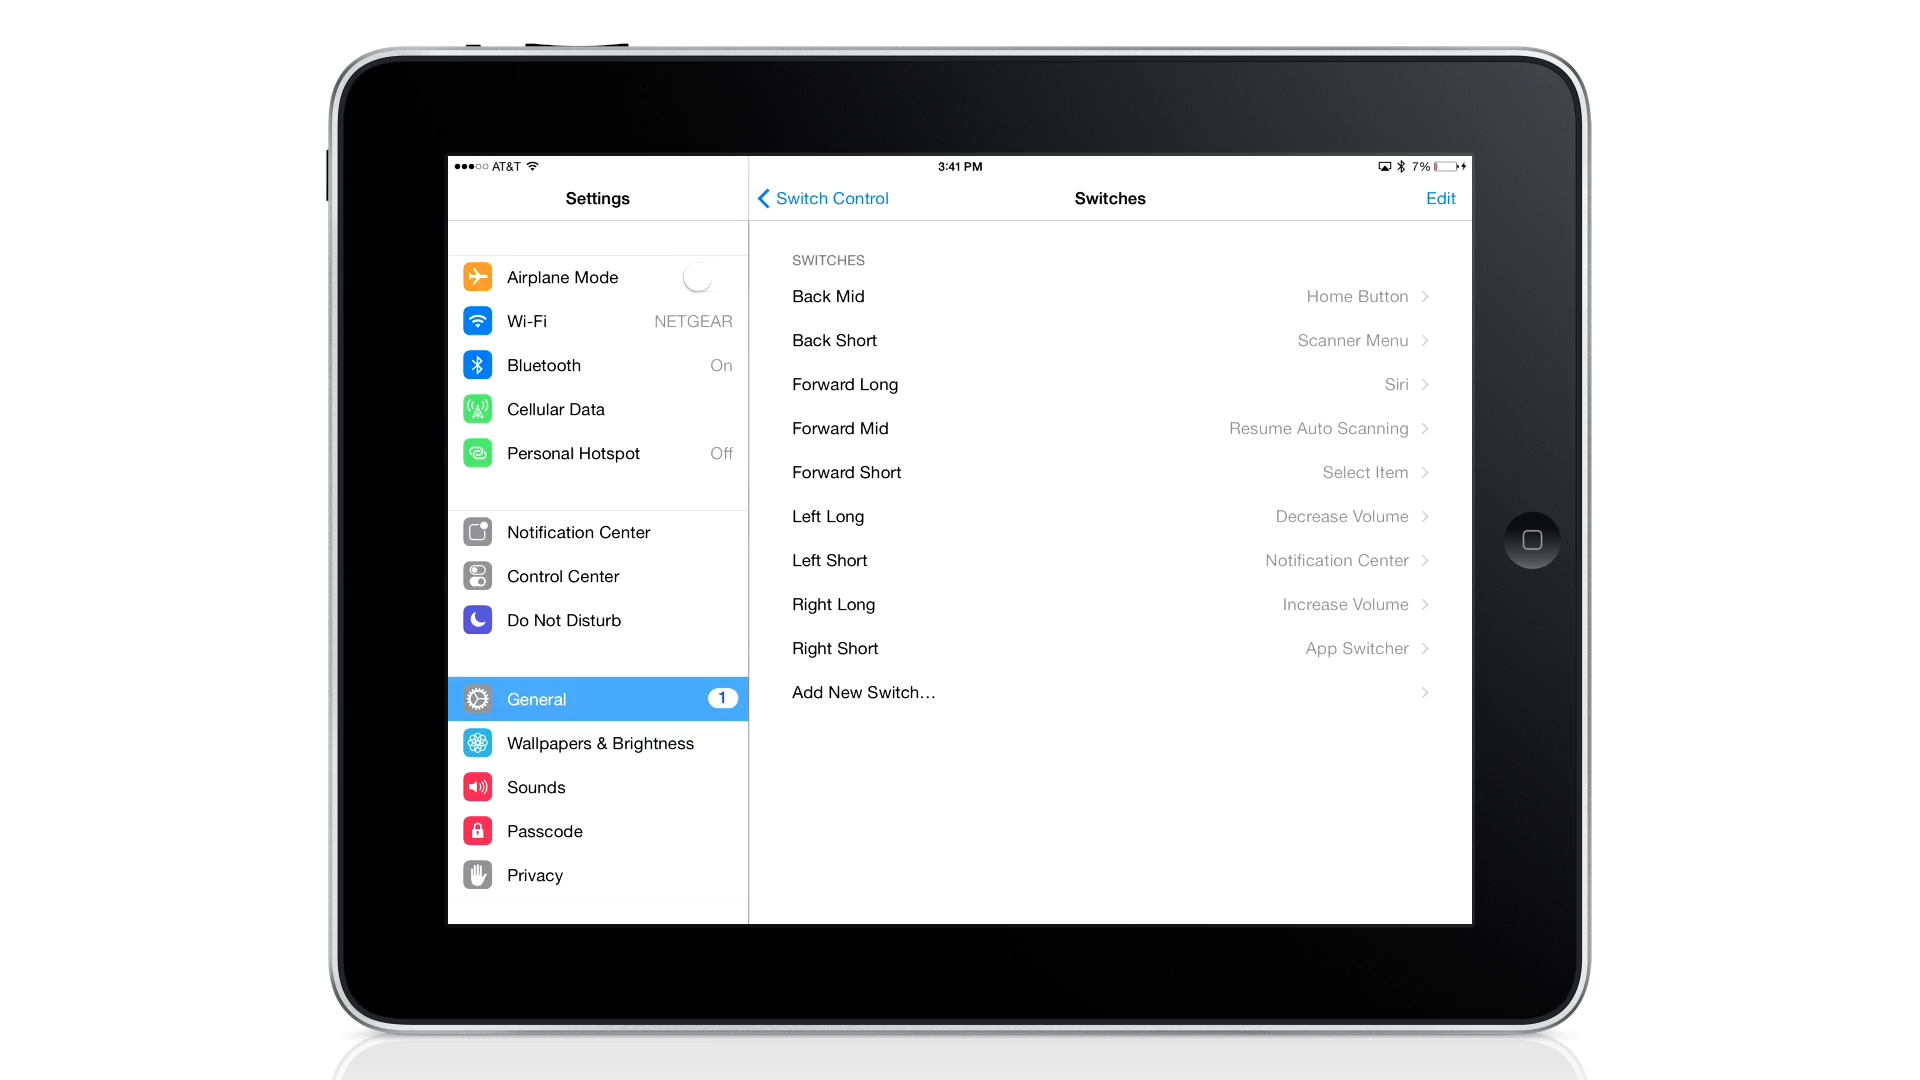 AT&T
3:41 PM
7%
Settings
Switch Control
Switches
Edit
Airplane Mode
Wi-Fi NETGEAR
Bluetooth On
Cellular Data
Personal Hotspot Off
Notification Center
Control Center
Do Not Disturb
General 1
Wallpapers & Brightness
Sounds
Passcode
Privacy
SWITCHES
Back Mid Home Button
Back Short Scanner Menu
Forward Long Siri
Forward Mid Resume Auto Scanning
Forward Short Select Item
Left Long Decrease Volume
Left Short Notification Center
Right Long Increase Volume
Right Short App Switcher
Add New Switch…